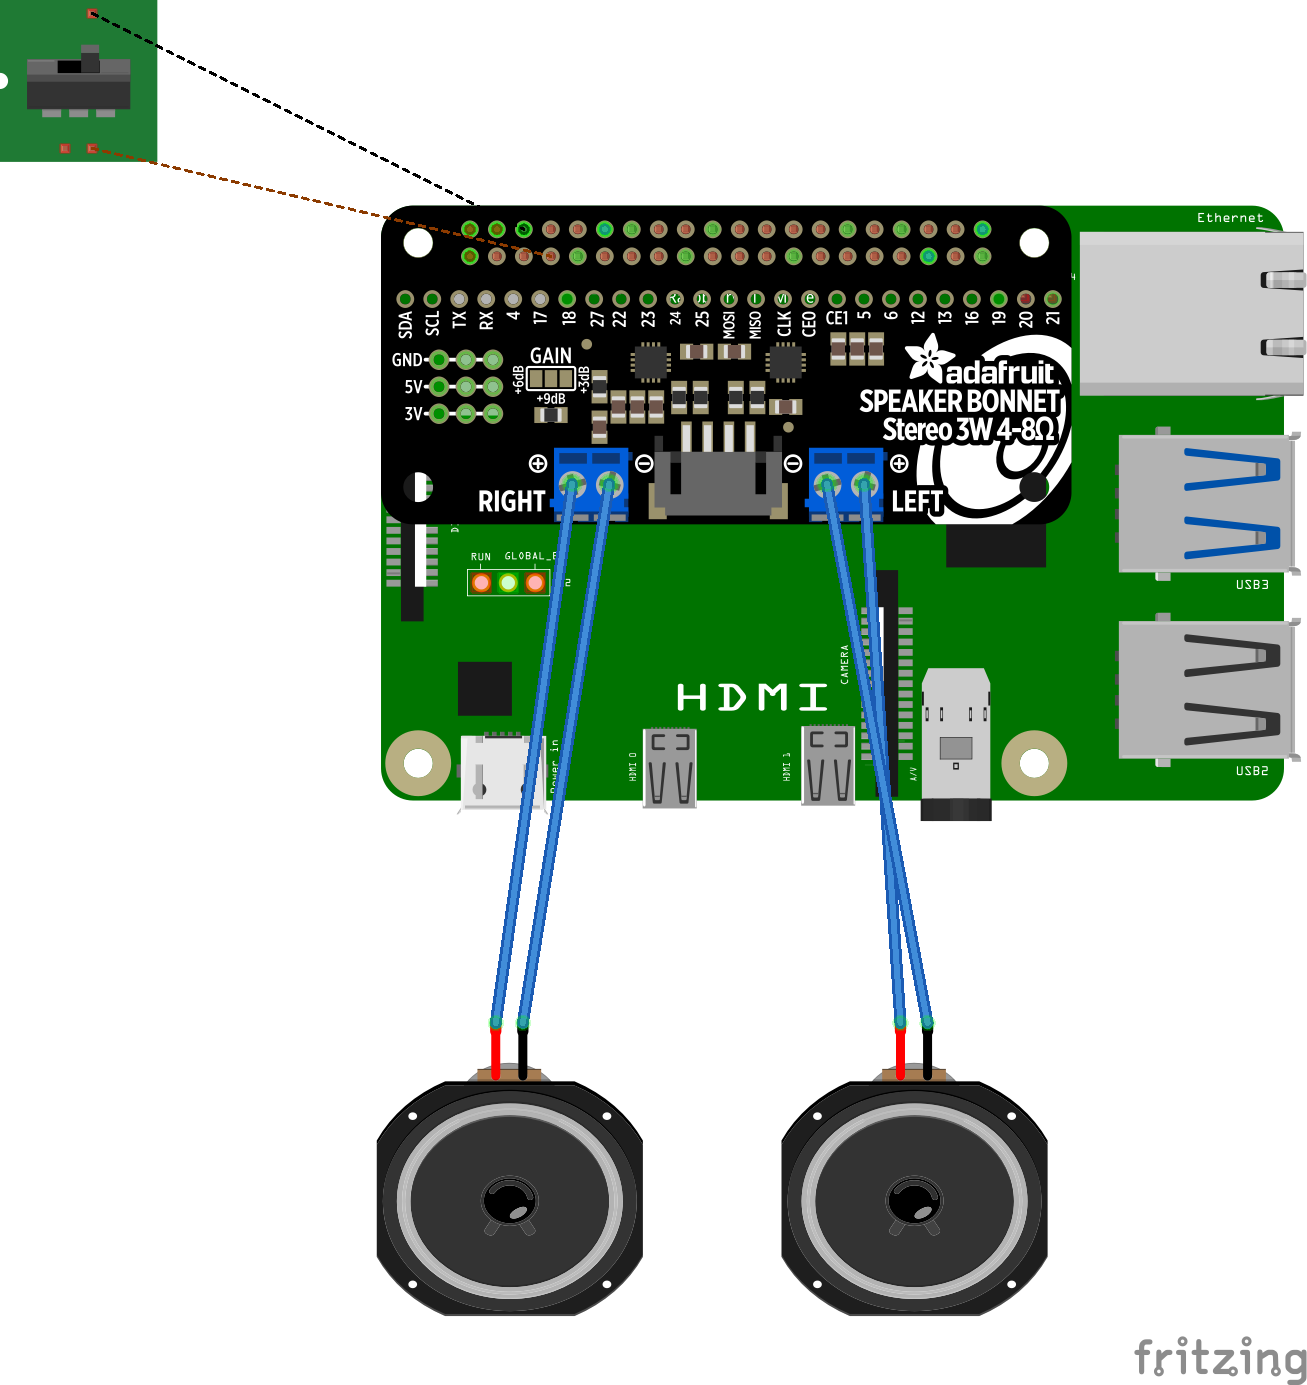 Ethernet
SDA SCL TX RX 4 17 18 27 22 23 24 25 MOSI MISO CLK CE0 CE1 5 6 12 13 16 19 20 21
GND
5V
3V
GAIN
+6dB
+3dB
+9dB
adafruit
SPEAKER BONNET
Stereo 3W 4-8Ω
RIGHT
LEFT
RUN
USB3
CAMERA
HDMI
Power in
HDMI 0
HDMI 1
A/V
USB2
fritzing